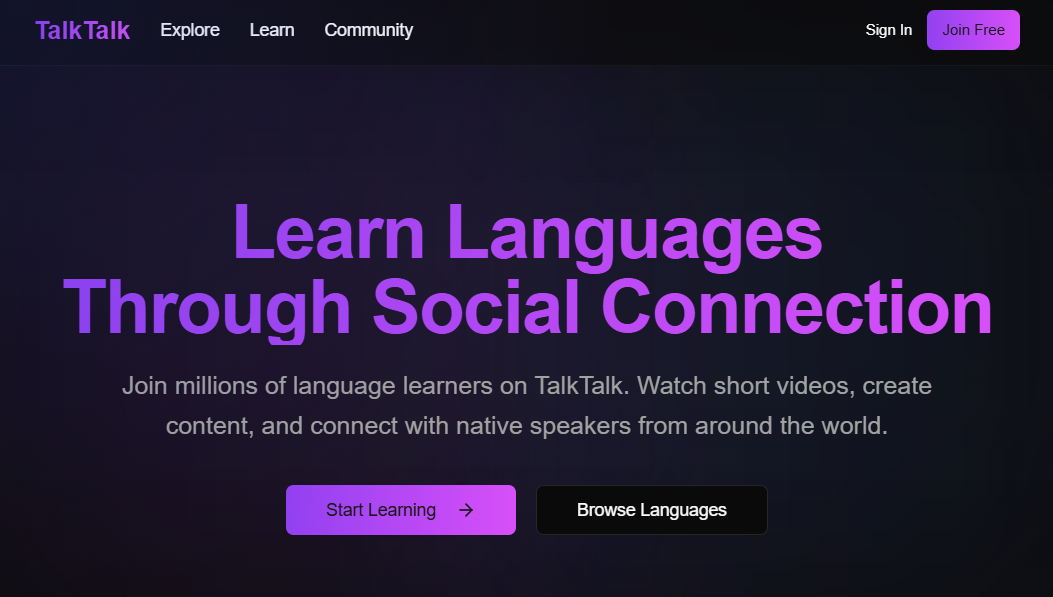 TalkTalk Explore Learn Community Sign In Join Free
Learn Languages
Through Social Connection
Join millions of language learners on TalkTalk. Watch short videos, create
content, and connect with native speakers from around the world.
Start Learning Browse Languages